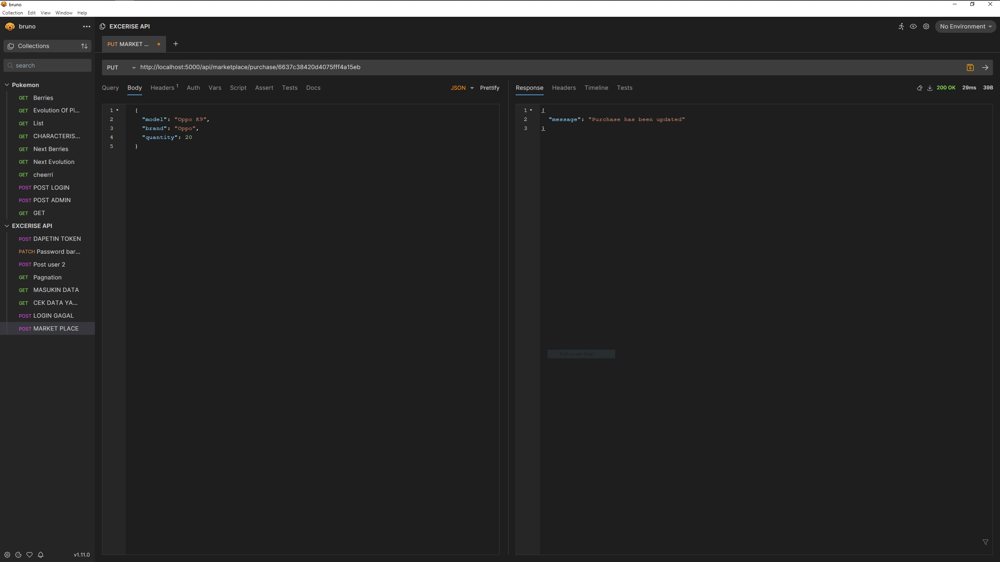 bruno
Collection Edit View Window Help
bruno
EXCERISE API
No Environment
Collections
PUT MARKET ...
search
PUT http://localhost:5000/api/marketplace/purchase/6637c38420d4075fff4a15eb
Query Body Headers 1 Auth Vars Script Assert Tests Docs JSON Prettify
Response Headers Timeline Tests 200 OK 29ms 39B
Pokemon
GET Berries
GET Evolution Of Pi...
GET List
GET CHARACTERIS...
GET Next Berries
GET Next Evolution
GET cheerri
POST POST LOGIN
POST POST ADMIN
GET GET
EXCERISE API
POST DAPETIN TOKEN
PATCH Password bar...
POST Post user 2
GET Pagnation
GET MASUKIN DATA
GET CEK DATA YA...
POST LOGIN GAGAL
POST MARKET PLACE
v1.11.0
1 {
2 "model": "Oppo K9",
3 "brand": "Oppo",
4 "quantity": 20
5 }
1 {
2 "message": "Purchase has been updated"
3 }
Full-screen Snip